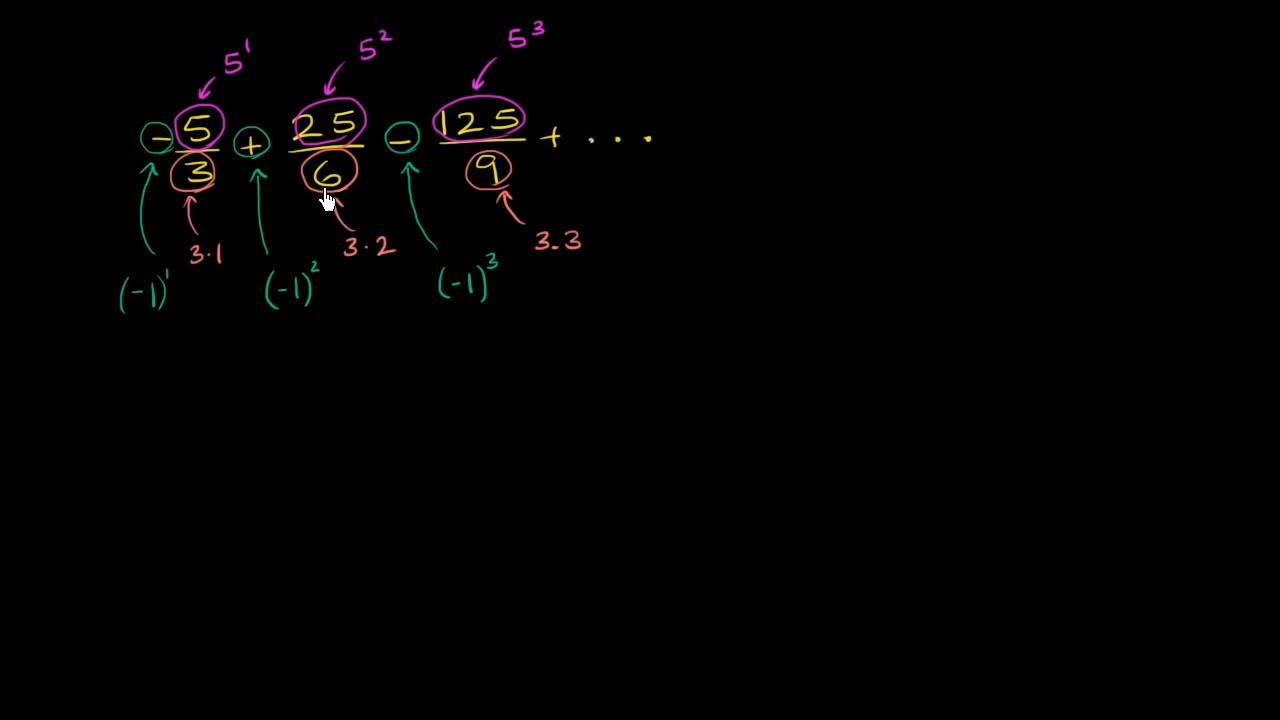 5¹ 5² 5³
- 5/3 + 25/6 - 125/9 + ...
3·1 3·2 3·3
(-1)¹ (-1)² (-1)³